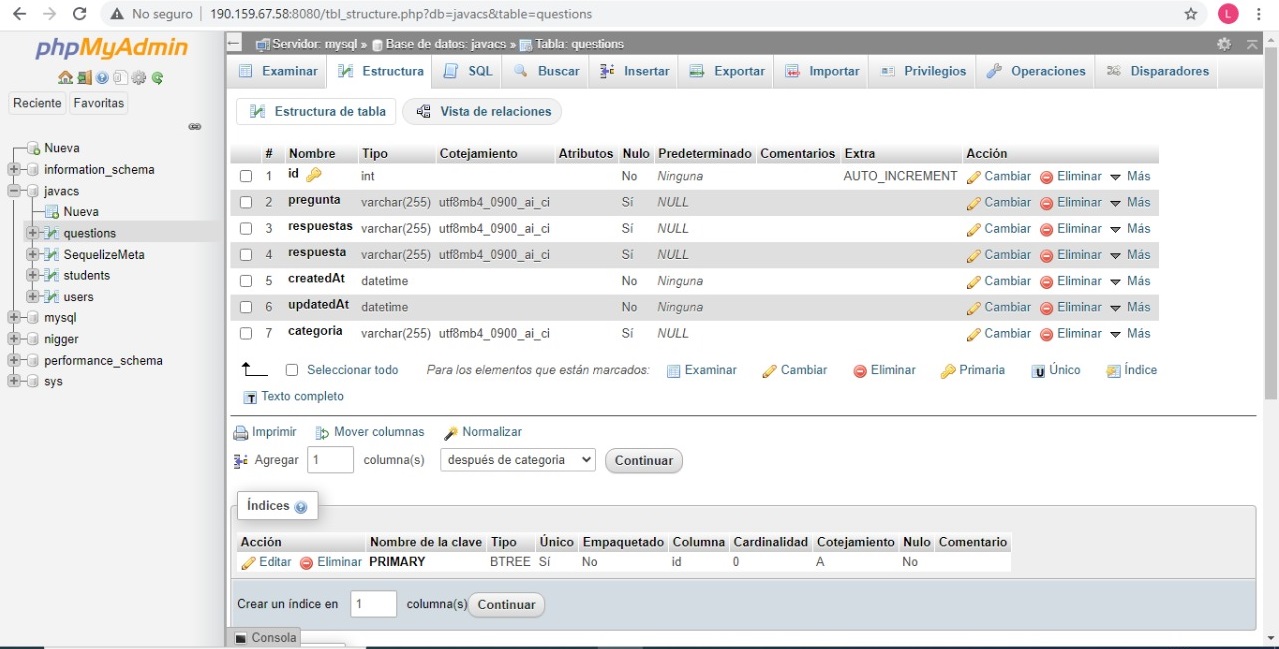 No seguro | 190.159.67.58:8080/tbl_structure.php?db=javacs&table=questions
L
phpMyAdmin
Reciente Favoritas
Nueva
information_schema
javacs
Nueva
questions
SequelizeMeta
students
users
mysql
nigger
performance_schema
sys
Servidor: mysql » Base de datos: javacs » Tabla: questions
Examinar Estructura SQL Buscar Insertar Exportar Importar Privilegios Operaciones Disparadores
Estructura de tabla Vista de relaciones
# Nombre Tipo Cotejamiento Atributos Nulo Predeterminado Comentarios Extra Acción
1 id int No Ninguna AUTO_INCREMENT Cambiar Eliminar Más
2 pregunta varchar(255) utf8mb4_0900_ai_ci Sí NULL Cambiar Eliminar Más
3 respuestas varchar(255) utf8mb4_0900_ai_ci Sí NULL Cambiar Eliminar Más
4 respuesta varchar(255) utf8mb4_0900_ai_ci Sí NULL Cambiar Eliminar Más
5 createdAt datetime No Ninguna Cambiar Eliminar Más
6 updatedAt datetime No Ninguna Cambiar Eliminar Más
7 categoria varchar(255) utf8mb4_0900_ai_ci Sí NULL Cambiar Eliminar Más
Seleccionar todo Para los elementos que están marcados: Examinar Cambiar Eliminar Primaria Único Índice
Texto completo
Imprimir Mover columnas Normalizar
Agregar 1 columna(s) después de categoria Continuar
Índices
Acción Nombre de la clave Tipo Único Empaquetado Columna Cardinalidad Cotejamiento Nulo Comentario
Editar Eliminar PRIMARY BTREE Sí No id 0 A No
Crear un índice en 1 columna(s) Continuar
Consola